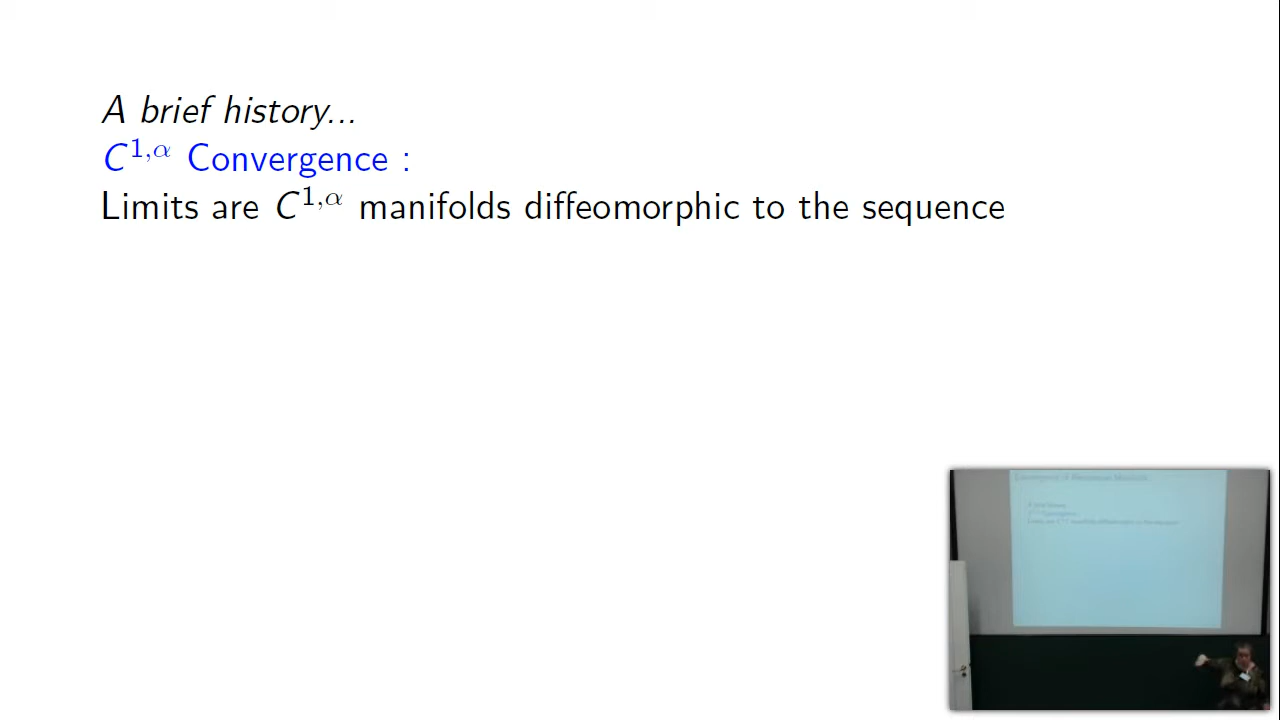 A brief history...
C^{1,α} Convergence :
Limits are C^{1,α} manifolds diffeomorphic to the sequence